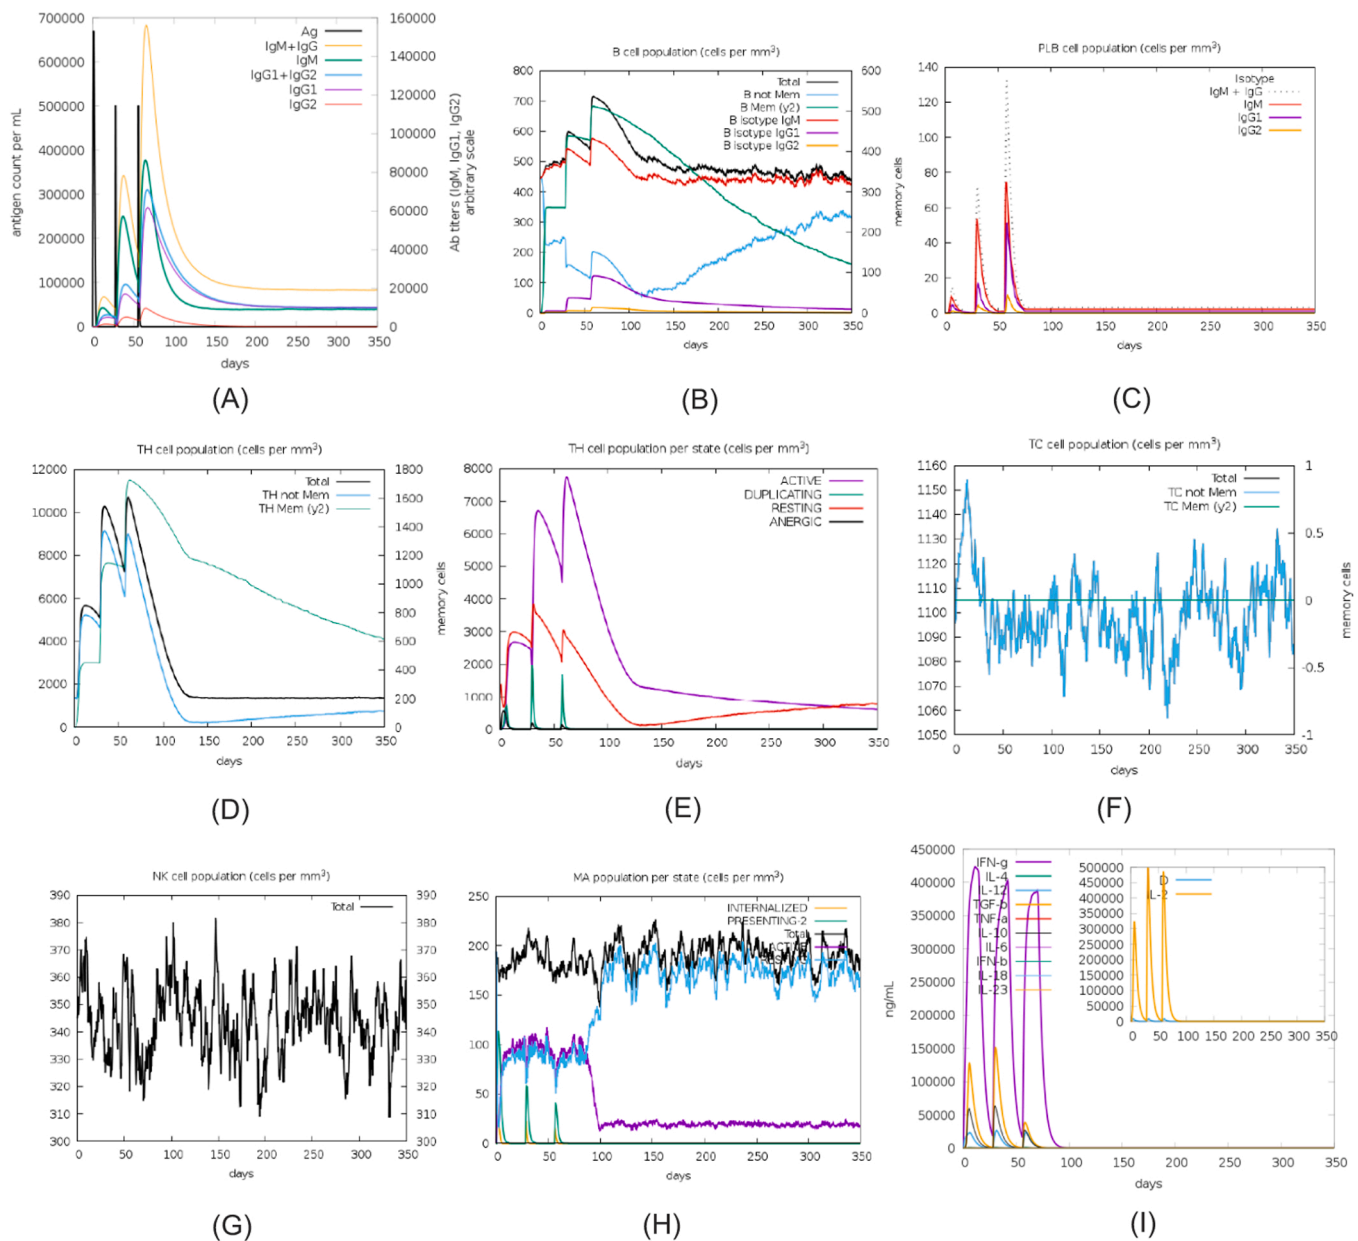 700000
600000
500000
400000
300000
200000
100000
0
Ag
IgM+IgG
IgM
IgG1+IgG2
IgG1
IgG2
160000
140000
120000
100000
80000
60000
40000
20000
0
antigen count per mL
Ab titers (IgM, IgG1, IgG2)
arbitrary scale
0 50 100 150 200 250 300 350
days
(A)
B cell population (cells per mm³)
800
700
600
500
400
300
200
100
0
Total
B not Mem
B Mem (y2)
B isotype IgM
B isotype IgG1
B isotype IgG2
600
500
400
300
200
100
0
memory cells
0 50 100 150 200 250 300 350
days
(B)
PLB cell population (cells per mm³)
140
120
100
80
60
40
20
0
Isotype
IgM + IgG
IgM
IgG1
IgG2
0 50 100 150 200 250 300 350
days
(C)
TH cell population (cells per mm³)
12000
10000
8000
6000
4000
2000
0
Total
TH not Mem
TH Mem (y2)
1800
1600
1400
1200
1000
800
600
400
200
0
memory cells
0 50 100 150 200 250 300 350
days
(D)
TH cell population per state (cells per mm³)
8000
7000
6000
5000
4000
3000
2000
1000
0
ACTIVE
DUPLICATING
RESTING
ANERGIC
0 50 100 150 200 250 300 350
days
(E)
TC cell population (cells per mm³)
1160
1150
1140
1130
1120
1110
1100
1090
1080
1070
1060
1050
Total
TC not Mem
TC Mem (y2)
1
0.5
0
-0.5
-1
memory cells
0 50 100 150 200 250 300 350
days
(F)
NK cell population (cells per mm³)
390
380
370
360
350
340
330
320
310
300
Total
390
380
370
360
350
340
330
320
310
300
0 50 100 150 200 250 300 350
days
(G)
MA population per state (cells per mm³)
250
200
150
100
50
0
INTERNALIZED
PRESENTING-2
Total
ACTIVE
0 50 100 150 200 250 300 350
days
(H)
450000
400000
350000
300000
250000
200000
150000
100000
50000
0
ng/mL
IFN-g
IL-4
IL-12
TGF-b
TNF-a
IL-10
IL-6
IFN-b
IL-18
IL-23
500000
450000
400000
350000
300000
250000
200000
150000
100000
50000
0
D
IL-2
0 50 100 150 200 250 300 350
0 50 100 150 200 250 300 350
days
(I)